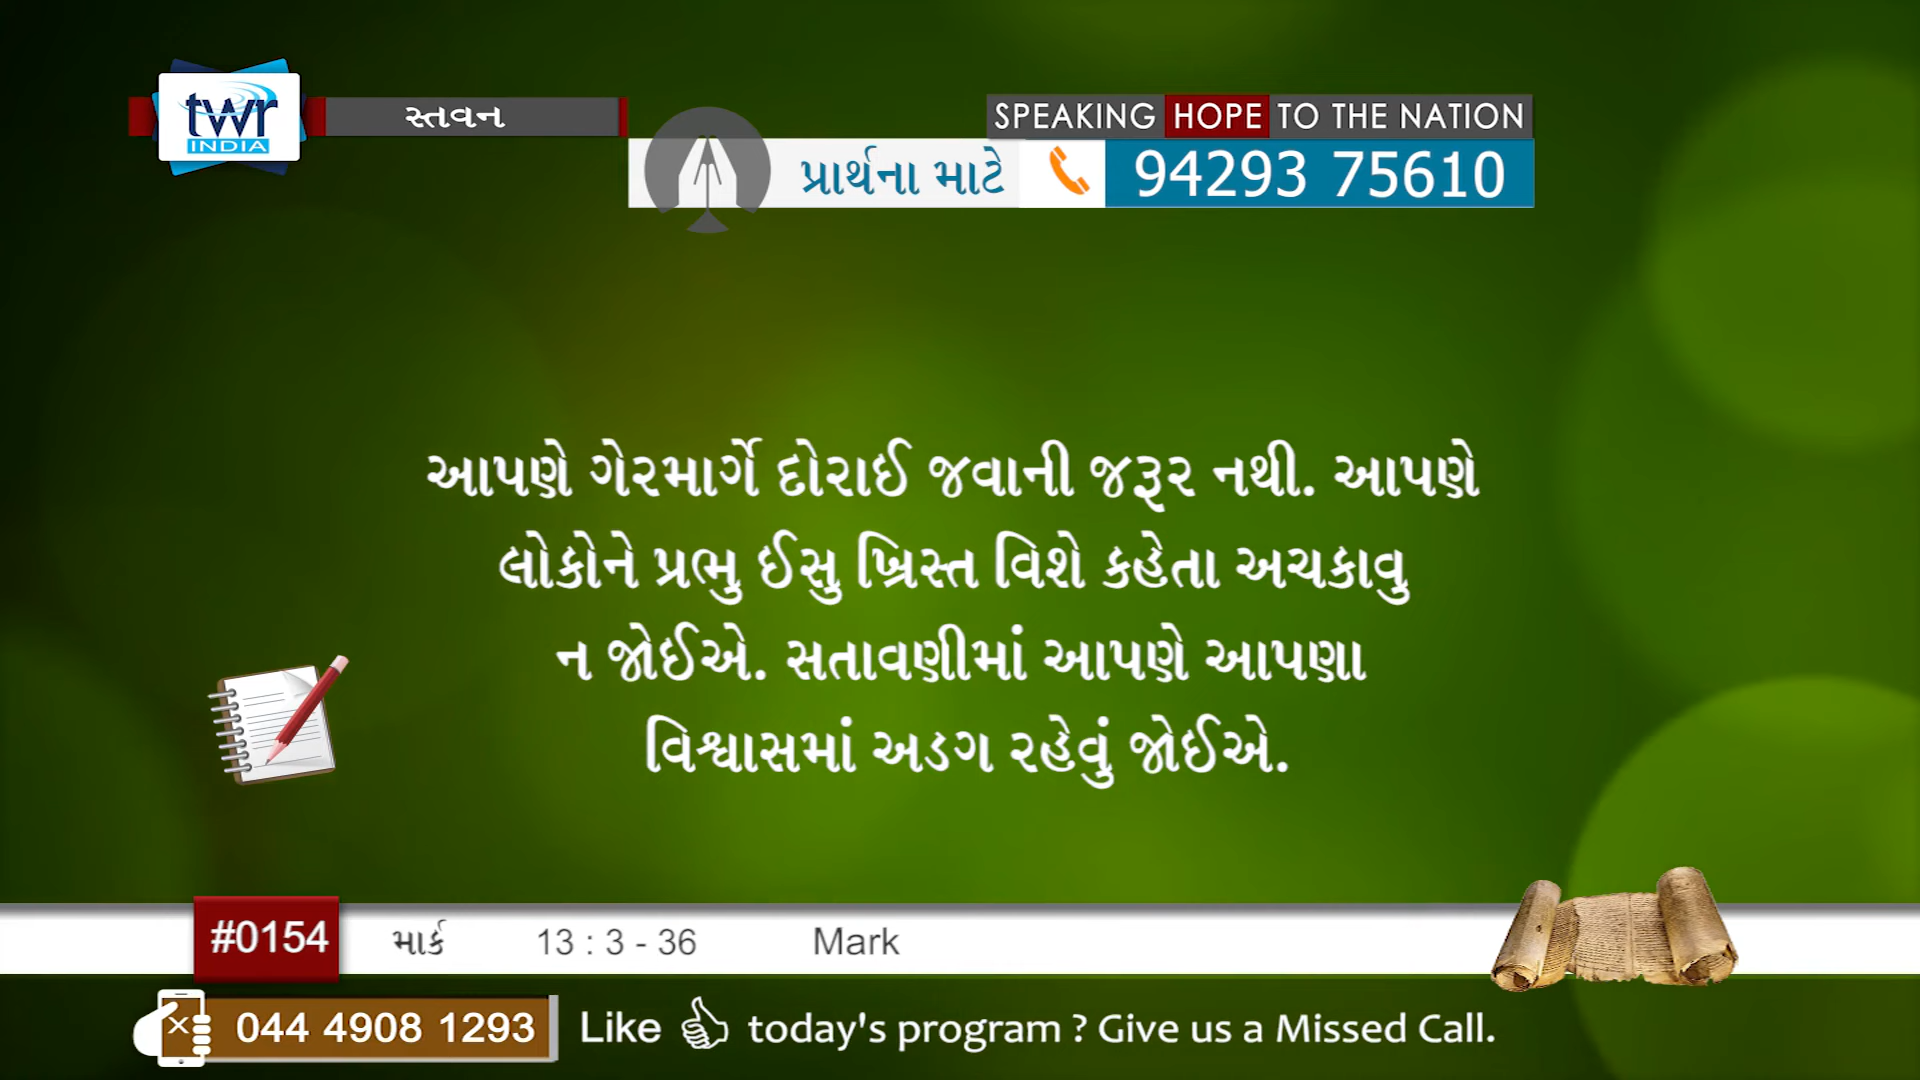 twr
INDIA
સ્તવન
SPEAKING HOPE TO THE NATION
પ્રાર્થના માટે
94293 75610
આપણે ગેરમાર્ગે દોરાઈ જવાની જરૂર નથી. આપણે
લોકોને પ્રભુ ઈસુ ખ્રિસ્ત વિશે કહેતા અચકાવુ
ન જોઈએ. સતાવણીમાં આપણે આપણા
વિશ્વાસમાં અડગ રહેવું જોઈએ.
#0154 માર્ક 13 : 3 - 36 Mark
044 4908 1293 Like today's program ? Give us a Missed Call.